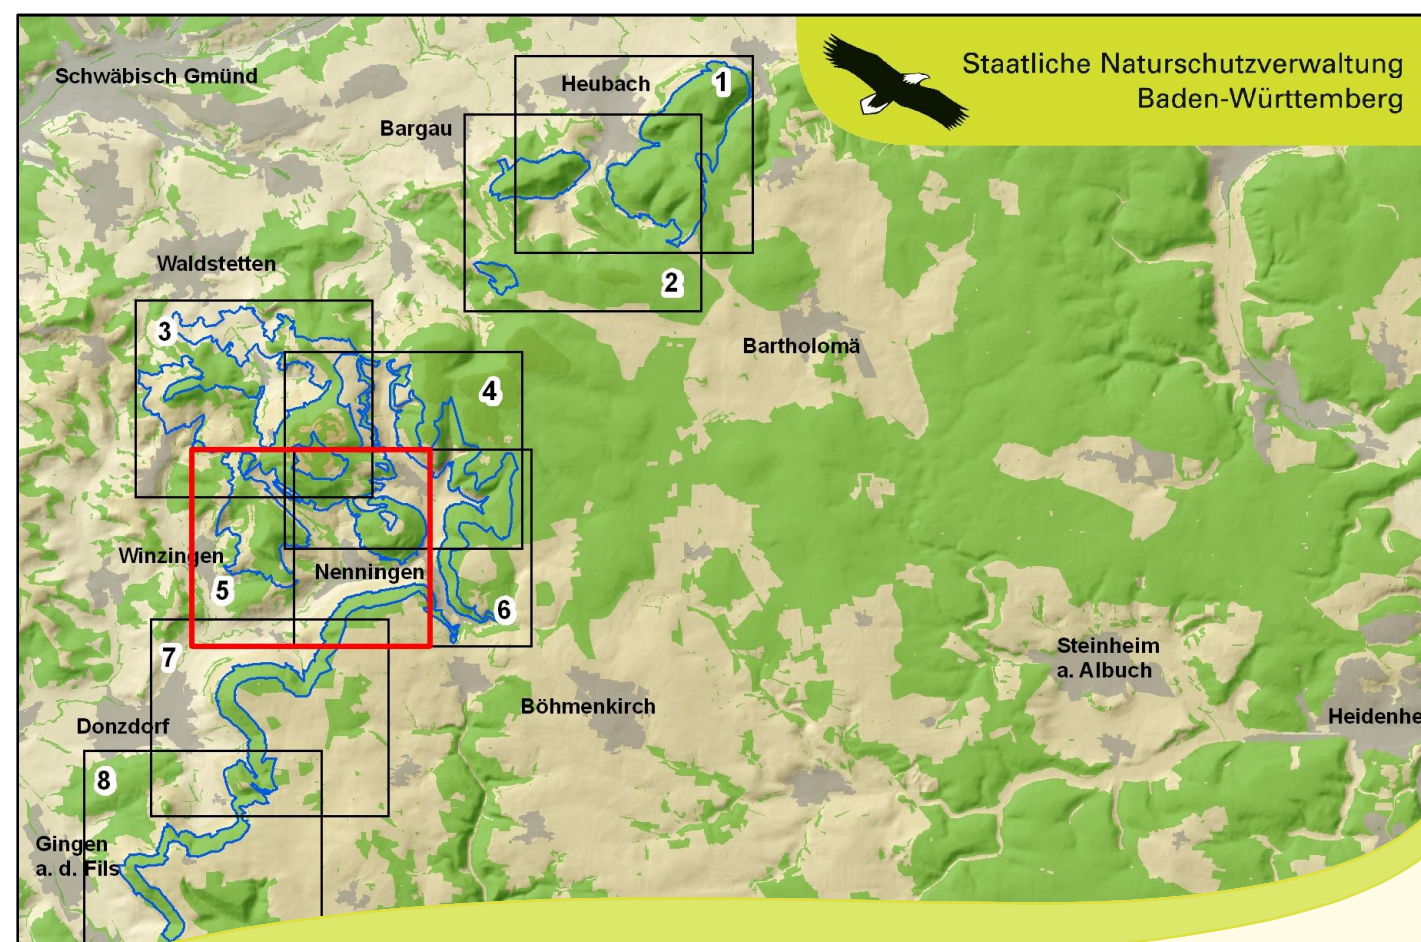 Staatliche Naturschutzverwaltung
Baden-Württemberg
Schwäbisch Gmünd
Heubach
1
Bargau
Waldstetten
2
3
Bartholomä
4
Winzingen
Nenningen
5
6
Steinheim
a. Albuch
7
Böhmenkirch
Heidenhe
Donzdorf
8
Gingen
a. d. Fils